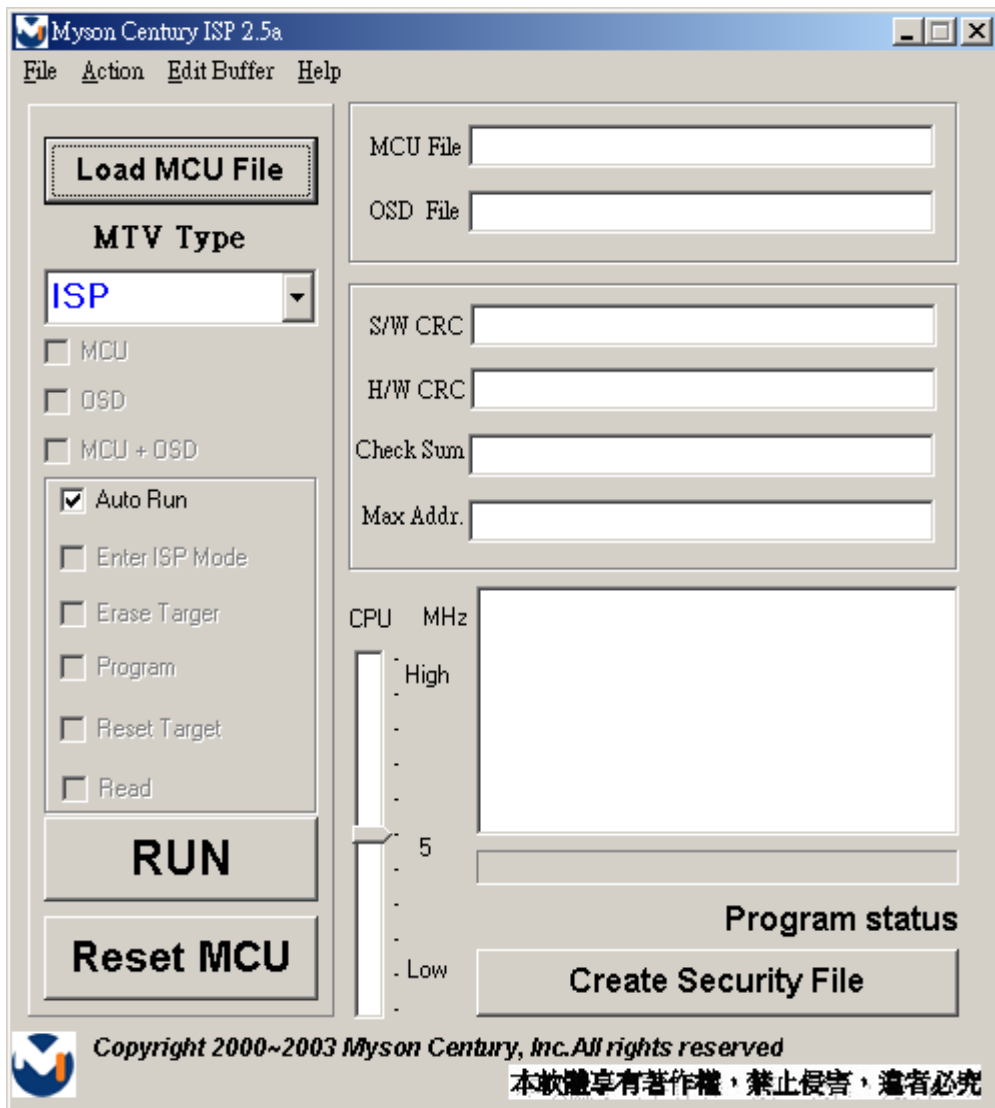 Myson Century ISP 2.5a
File Action Edit Buffer Help
Load MCU File
MTV Type
ISP
MCU
OSD
MCU + OSD
Auto Run
Enter ISP Mode
Erase Targer
Program
Reset Target
Read
RUN
Reset MCU
MCU File
OSD File
S/W CRC
H/W CRC
Check Sum
Max Addr.
CPU MHz
High
5
Low
Program status
Create Security File
Copyright 2000~2003 Myson Century, Inc.All rights reserved
本軟體享有著作權，禁止侵害，違者必究